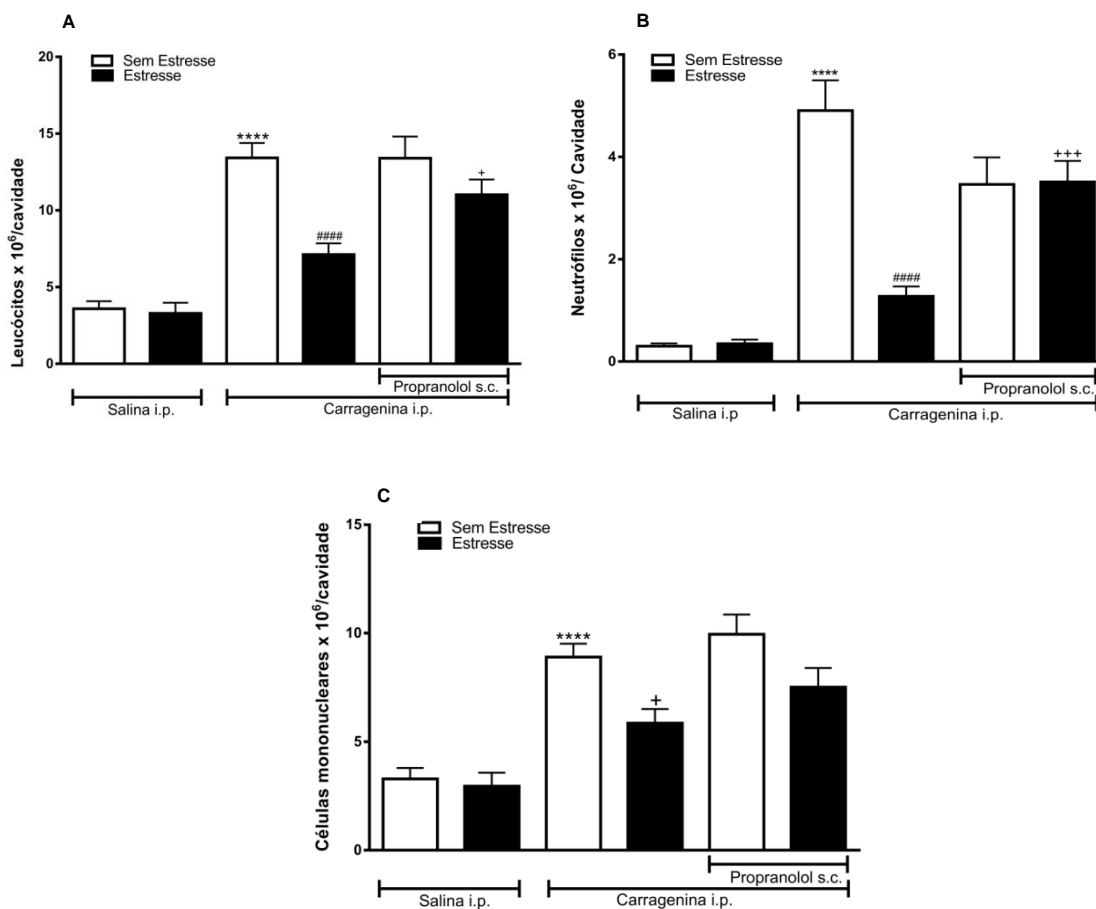 A
Leucócitos x 10⁶/cavidade
20
15
10
5
0
Sem Estresse
Estresse
****
####
+
Propranolol s.c.
Salina i.p.
Carragenina i.p.
B
Neutrófilos x 10⁶/ Cavidade
6
4
2
0
Sem Estresse
Estresse
****
####
+++
Propranolol s.c.
Salina i.p
Carragenina i.p.
C
Células mononucleares x 10⁶/cavidade
15
10
5
0
Sem Estresse
Estresse
****
+
Propranolol s.c.
Salina i.p.
Carragenina i.p.